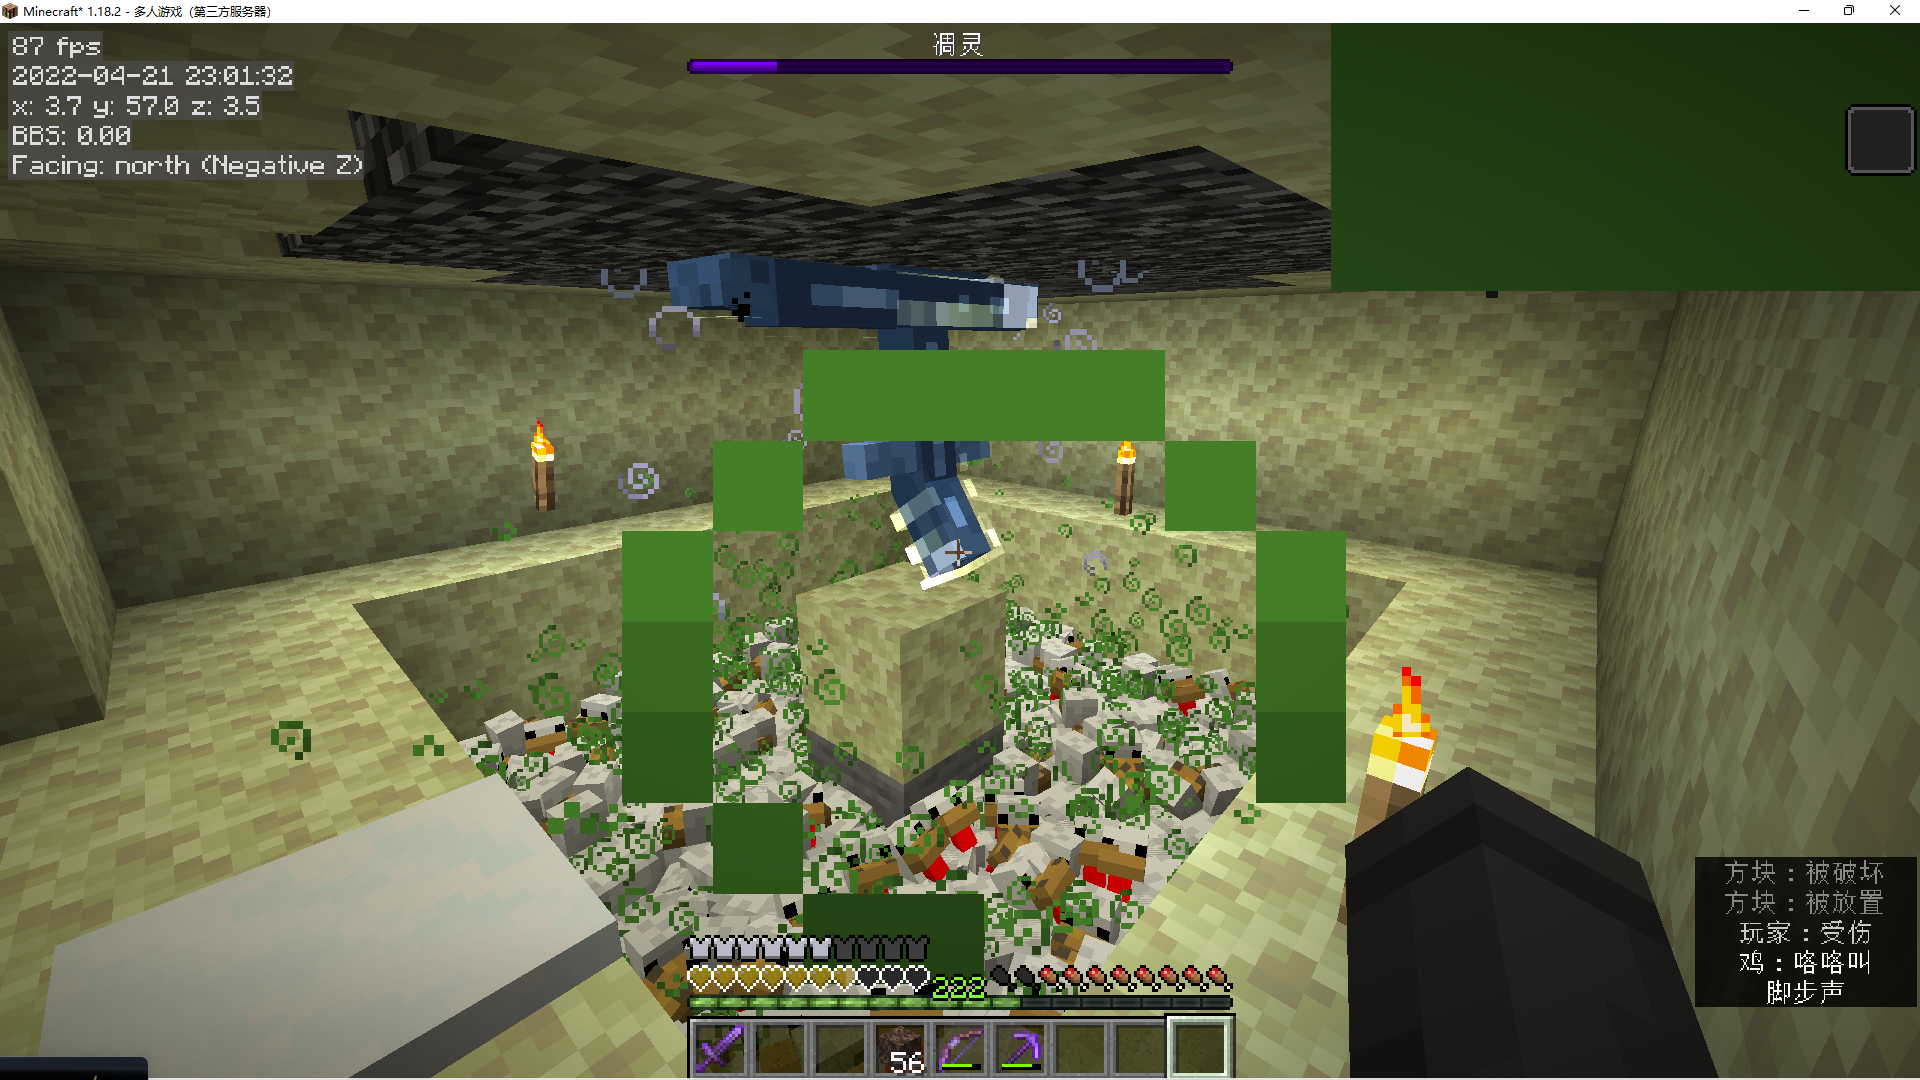 Minecraft* 1.18.2 - 多人游戏（第三方服务器）
87 fps
2022-04-21 23:01:32
x: 3.7 y: 57.0 z: 3.5
BBS: 0.00
Facing: north (Negative Z)
凋灵
方块：被破坏
方块：被放置
玩家：受伤
鸡：咯咯叫
脚步声
222
56